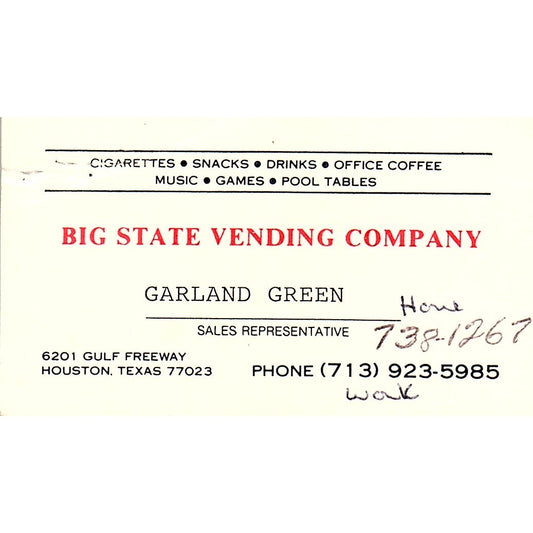 CIGARETTES • SNACKS • DRINKS • OFFICE COFFEE
MUSIC • GAMES • POOL TABLES
BIG STATE VENDING COMPANY
GARLAND GREEN
SALES REPRESENTATIVE
Home
738-1267
6201 GULF FREEWAY
HOUSTON, TEXAS 77023
PHONE (713) 923-5985
Work